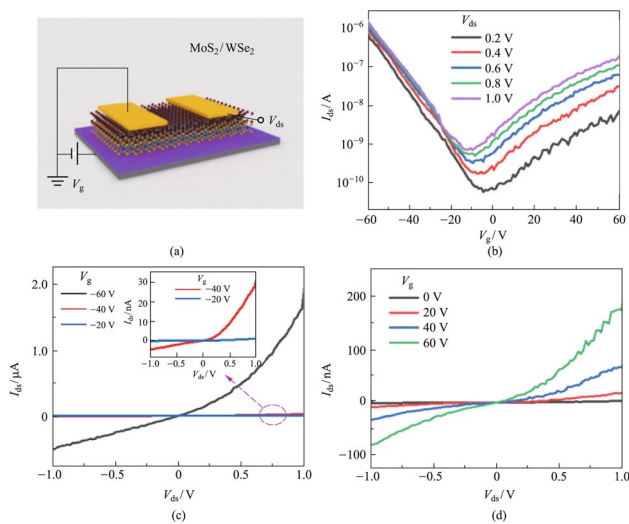 MoS2/WSe2
Vds
Vg
(a)
Vds
0.2 V
0.4 V
0.6 V
0.8 V
1.0 V
Ids/A
10−6
10−7
10−8
10−9
10−10
−60 −40 −20 0 20 40 60
Vg/V
(b)
Vg
−60 V
−40 V
−20 V
Ids/μA
2.0
1.0
0
−1.0 −0.5 0 0.5 1.0
Vds/V
(c)
Vg
−40 V
−20 V
Ids/nA
30
20
10
0
−1.0 −0.5 0 0.5 1.0
Vds/V
Vg
0 V
20 V
40 V
60 V
Ids/nA
200
100
0
−100
−1.0 −0.5 0 0.5 1.0
Vds/V
(d)